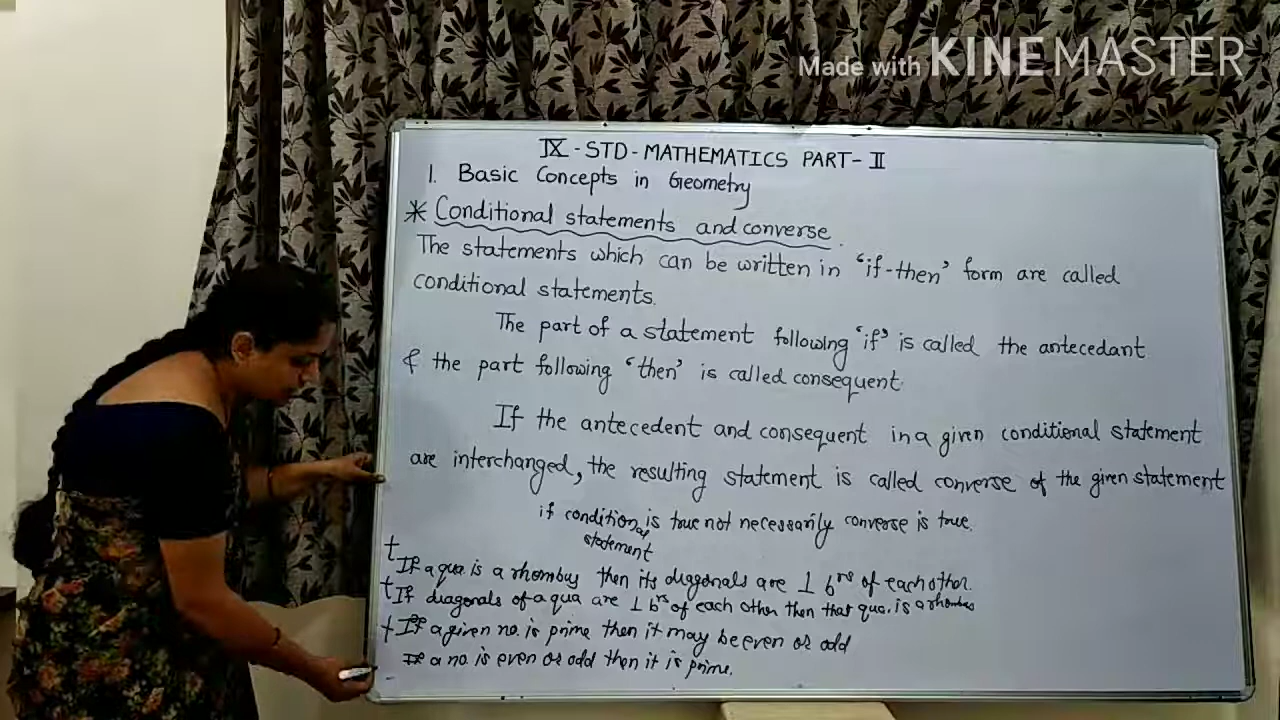 Made with KINEMASTER
IX - STD - MATHEMATICS PART - II
1. Basic Concepts in Geometry
* Conditional statements and converse.
The statements which can be written in 'if-then' form are called
conditional statements.
The part of a statement following 'if' is called the antecedant
& the part following 'then' is called consequent.
If the antecedent and consequent in a given conditional statement
are interchanged, the resulting statement is called converse of the given statement
if conditional is true not necessarily converse is true.
statement
t
If a qua. is a rhombus then its diagonals are ⊥ brs of each other.
t If diagonals of a qua are ⊥ brs of each other then that qua. is a rhombus
t If a given no. is prime then it may be even or odd
If a no. is even or odd then it is prime.